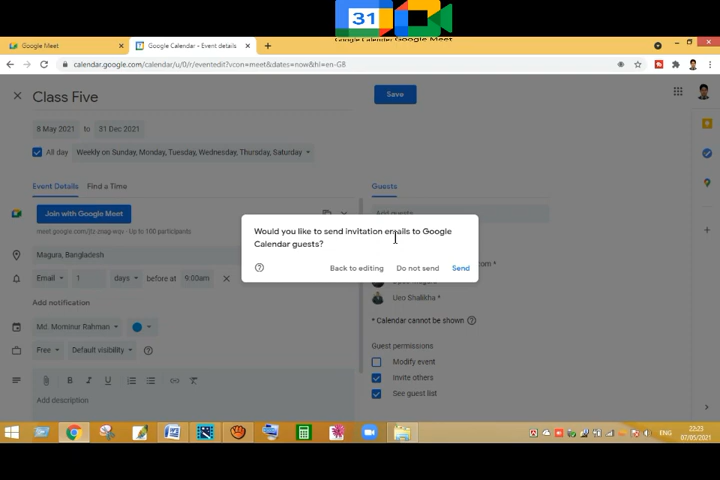 31
Google Calendar Google Meet
Google Meet
Google Calendar - Event details
calendar.google.com/calendar/u/0/r/eventedit?vcon=meet&dates=now&hl=en-GB
Class Five
Save
8 May 2021 to 31 Dec 2021
All day
Weekly on Sunday, Monday, Tuesday, Wednesday, Thursday, Saturday
Event Details
Find a Time
Guests
Join with Google Meet
Add guests
Up to 100 participants
Would you like to send invitation emails to Google
Calendar guests?
Back to editing
Do not send
Send
Magura, Bangladesh
Email
1
days
before at
9:00am
Ueo Shalikha *
Add notification
* Calendar cannot be shown
Md. Mominur Rahman
Guest permissions
Free
Default visibility
Modify event
Invite others
See guest list
B I U
Add description
ENG
22:23
07/05/2021